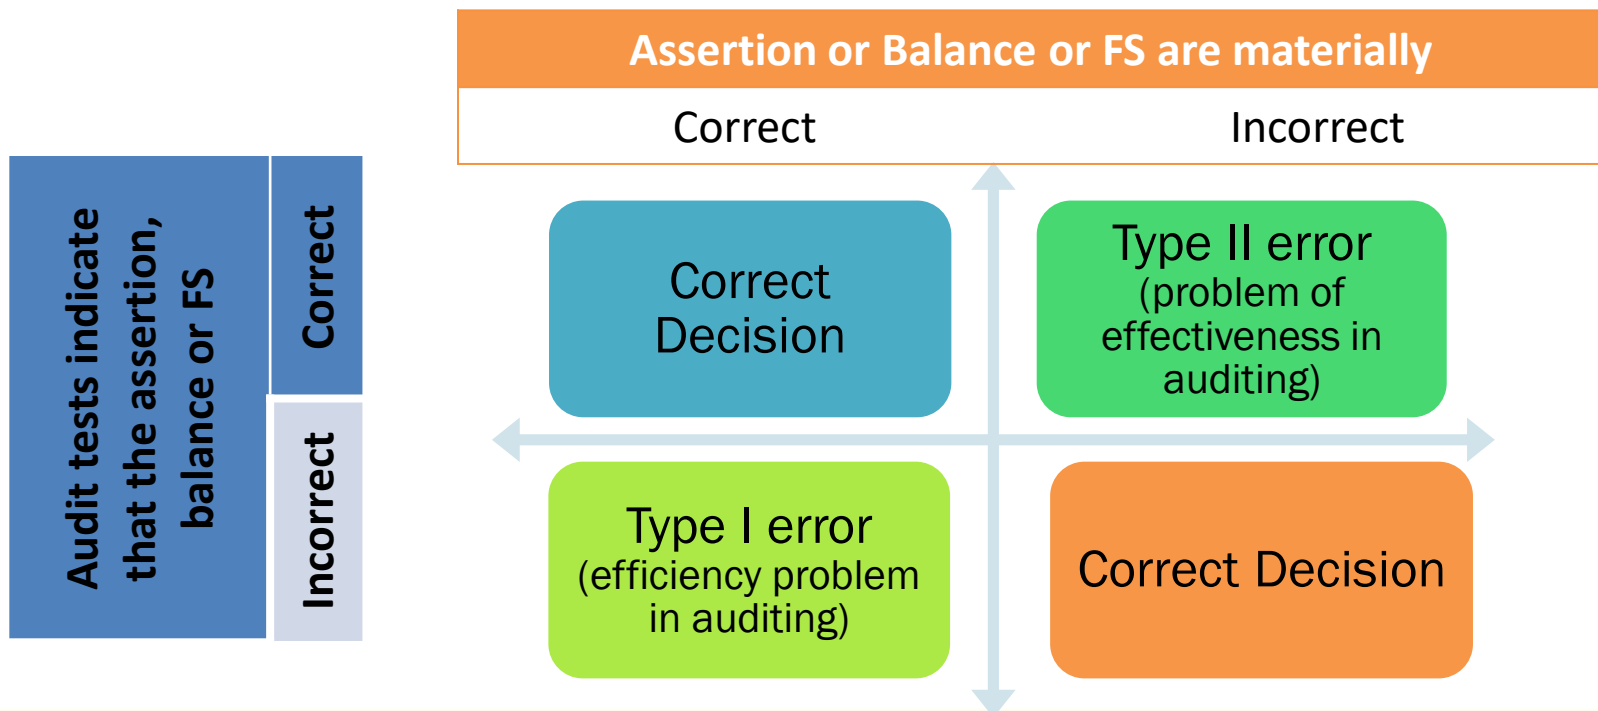 Assertion or Balance or FS are materially
Correct
Incorrect
Audit tests indicate
that the assertion,
balance or FS
Correct
Incorrect
Correct
Decision
Type II error
(problem of
effectiveness in
auditing)
Type I error
(efficiency problem
in auditing)
Correct Decision